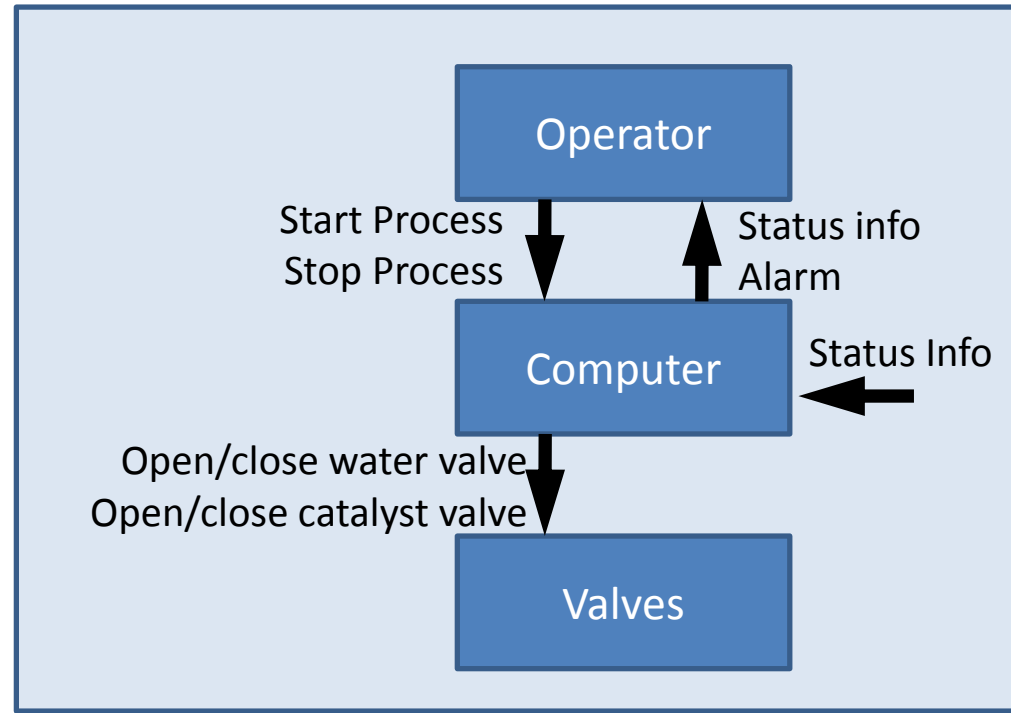 Operator
Start Process
Stop Process
Status info
Alarm
Computer
Status Info
Open/close water valve
Open/close catalyst valve
Valves